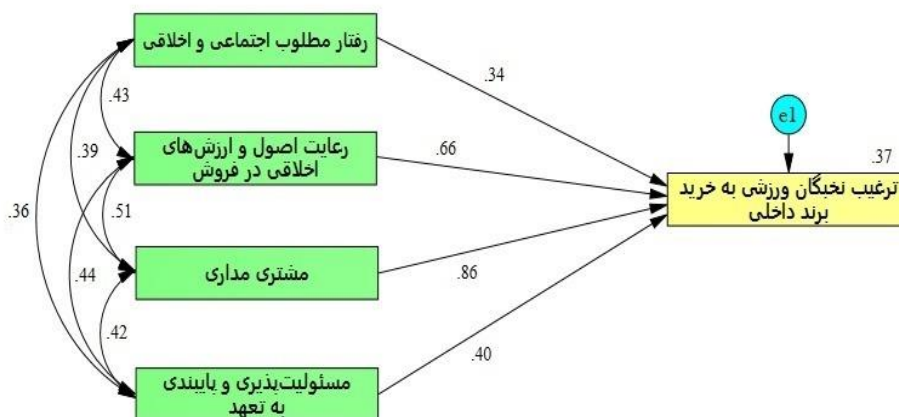 رفتار مطلوب اجتماعی و اخلاقی
.34
.43
e1
رعایت اصول و ارزش‌های
اخلاقی در فروش
.66
.37
.39
ترغیب نخبگان ورزشی به خرید
برند داخلی
.36
.51
مشتری مداری
.86
.44
.42
.40
مسئولیت‌پذیری و پایبندی
به تعهد